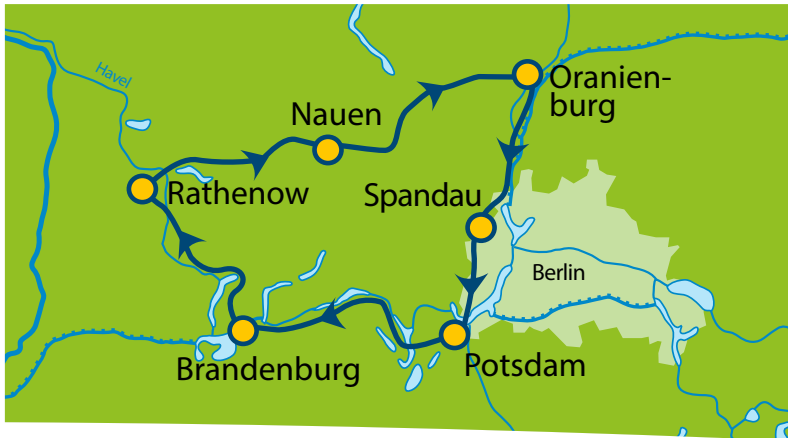 Havel
Oranien-
burg
Nauen
Rathenow
Spandau
Berlin
Brandenburg
Potsdam